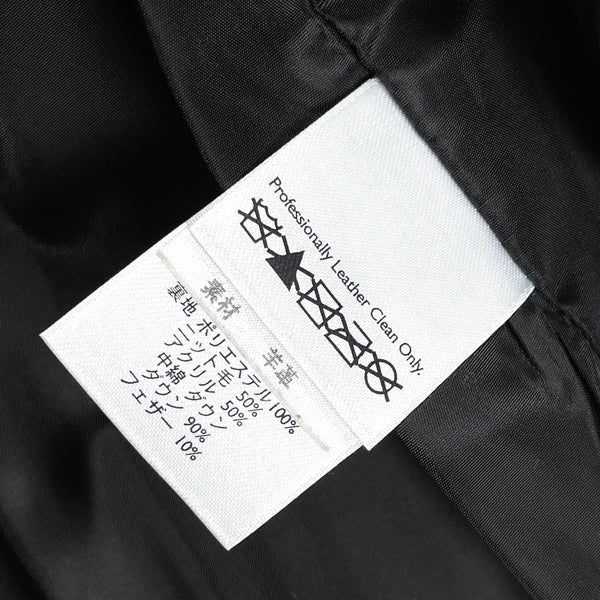 Professionally Leather Clean Only.
素材 羊革
裏地 ポリエステル 100%
ニット 毛 50%
アクリル 50%
中綿 ダウン
ダウン 90%
フェザー 10%